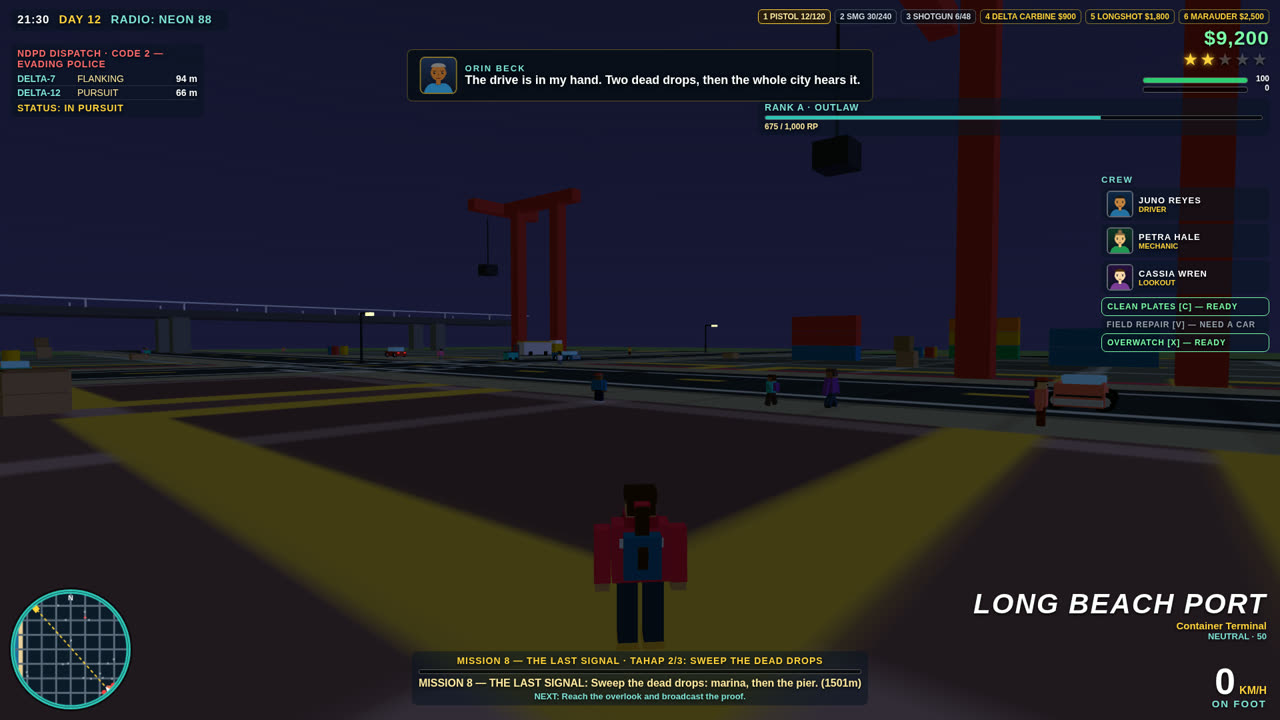 21:30 DAY 12 RADIO: NEON 88
NDPD DISPATCH · CODE 2 —
EVADING POLICE
DELTA-7 FLANKING 94 m
DELTA-12 PURSUIT 66 m
STATUS: IN PURSUIT
ORIN BECK
The drive is in my hand. Two dead drops, then the whole city hears it.
1 PISTOL 12/120 2 SMG 30/240 3 SHOTGUN 6/48 4 DELTA CARBINE $900 5 LONGSHOT $1,800 6 MARAUDER $2,500
$9,200
100
0
RANK A · OUTLAW
675 / 1,000 RP
CREW
JUNO REYES
DRIVER
PETRA HALE
MECHANIC
CASSIA WREN
LOOKOUT
CLEAN PLATES [C] — READY
FIELD REPAIR [V] — NEED A CAR
OVERWATCH [X] — READY
N
LONG BEACH PORT
Container Terminal
NEUTRAL · 50
MISSION 8 — THE LAST SIGNAL · TAHAP 2/3: SWEEP THE DEAD DROPS
MISSION 8 — THE LAST SIGNAL: Sweep the dead drops: marina, then the pier. (1501m)
NEXT: Reach the overlook and broadcast the proof.
0 KM/H
ON FOOT